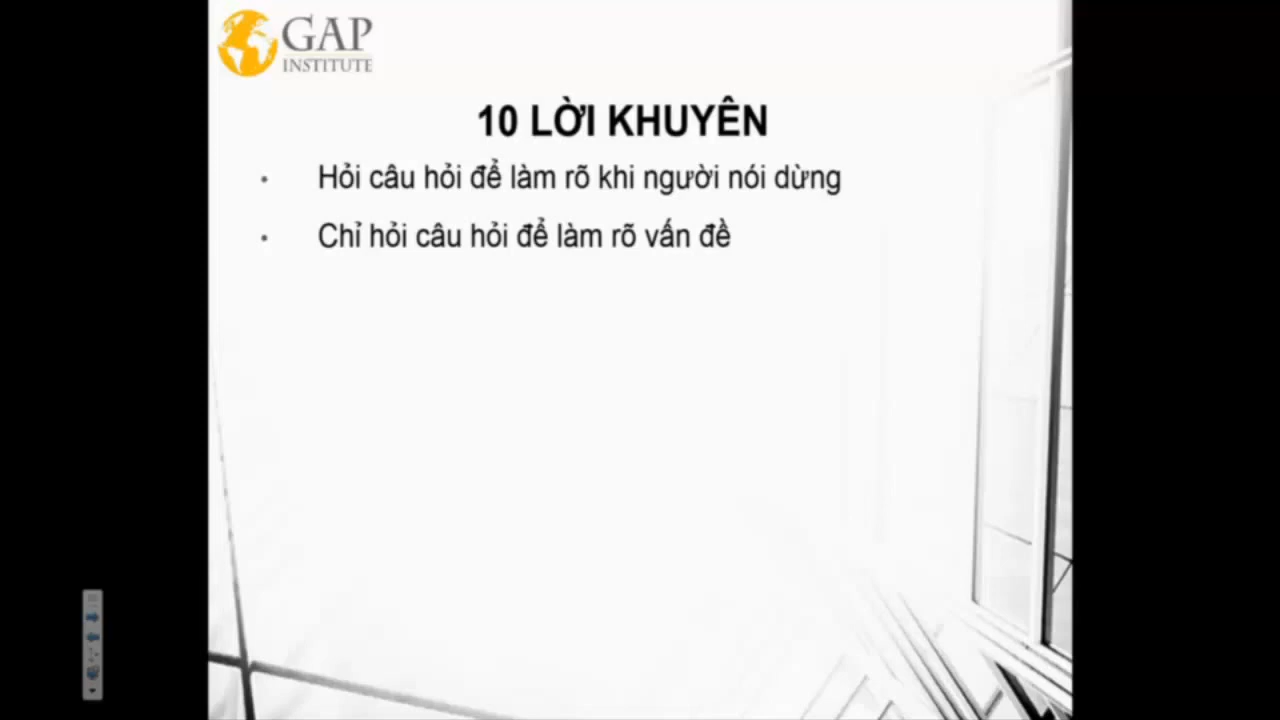 GAP
INSTITUTE
10 LỜI KHUYÊN
• Hỏi câu hỏi để làm rõ khi người nói dừng
• Chỉ hỏi câu hỏi để làm rõ vấn đề